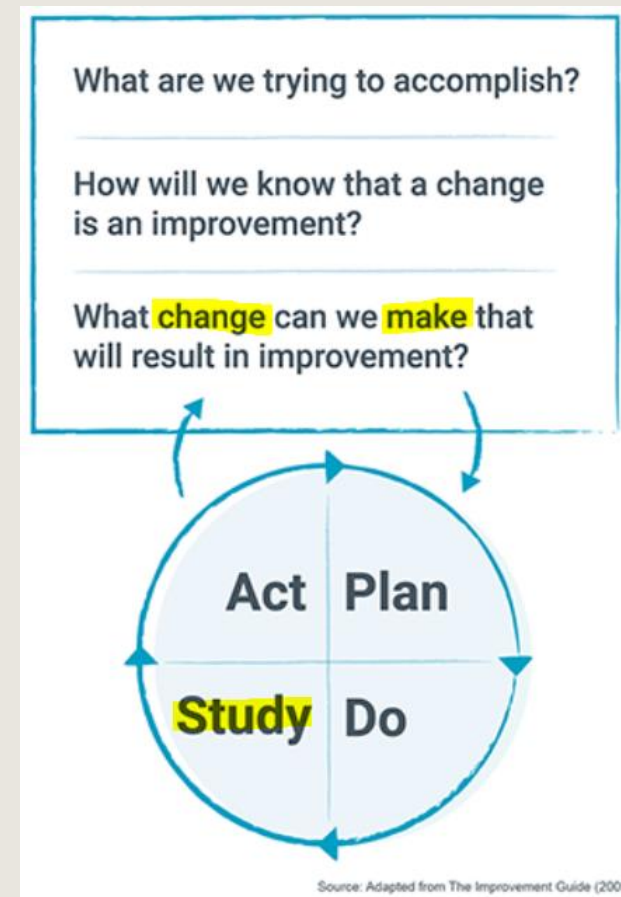 What are we trying to accomplish?
How will we know that a change
is an improvement?
What change can we make that
will result in improvement?
Act Plan
Study Do
Source: Adapted from The Improvement Guide (200